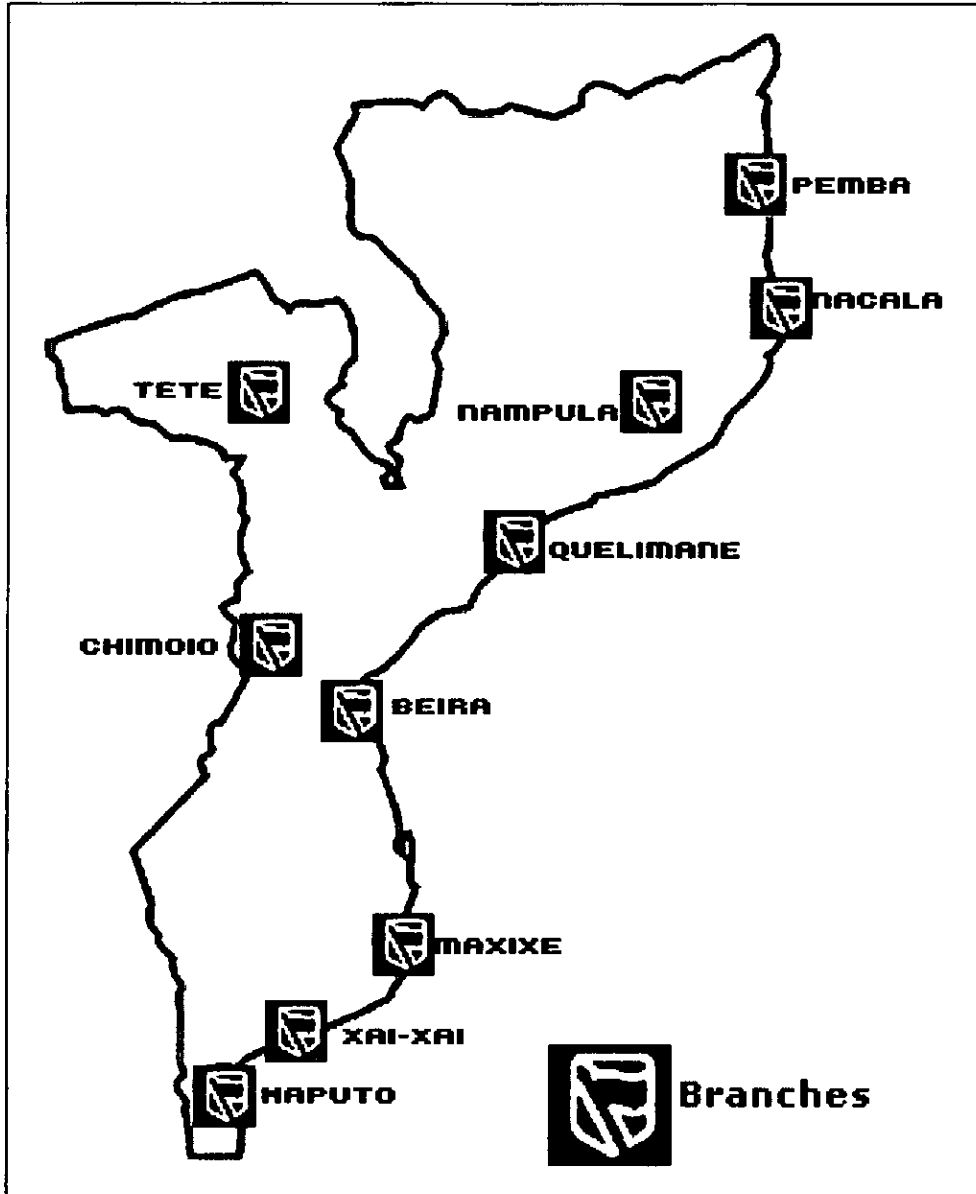 PEMBA
NACALA
TETE
NAMPULA
QUELIMANE
CHIMOIO
BEIRA
MAXIXE
XAI-XAI
MAPUTO
Branches